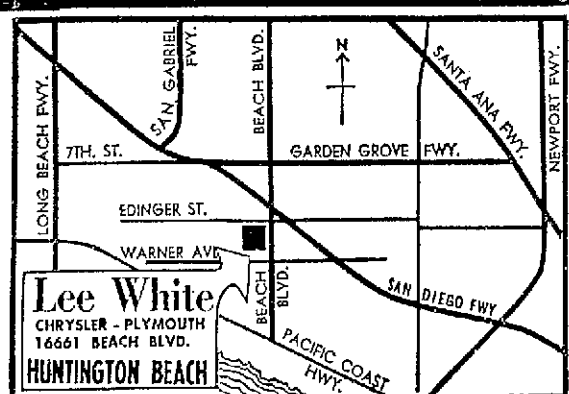 LONG BEACH FWY.
SAN GABRIEL
FWY.
BEACH BLVD.
N
SANTA ANA FWY.
NEWPORT FWY.
7TH. ST.
GARDEN GROVE FWY.
EDINGER ST.
WARNER AVE
BEACH
BLVD.
SAN DIEGO FWY
PACIFIC COAST
HWY.
Lee White
CHRYSLER - PLYMOUTH
16661 BEACH BLVD.
HUNTINGTON BEACH